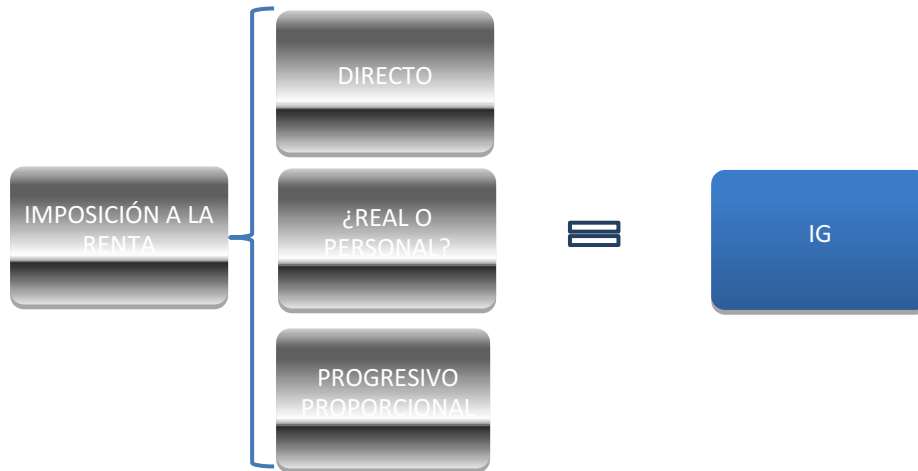 DIRECTO
IMPOSICIÓN A LA
RENTA
¿REAL O
PERSONAL?
IG
PROGRESIVO
PROPORCIONAL